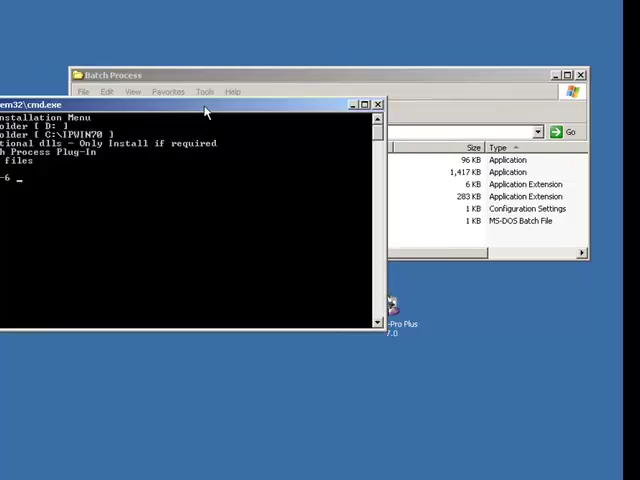 Batch Process
File Edit View Favorites Tools Help
em32\cmd.exe
nstallation Menu
older [ D: ]
older [ C:\IPWIN70 ]
tional dlls - Only Install if required
h Process Plug-In
files
-6 _
Go
Size Type
96 KB Application
1,417 KB Application
6 KB Application Extension
283 KB Application Extension
1 KB Configuration Settings
1 KB MS-DOS Batch File
-Pro Plus
7.0